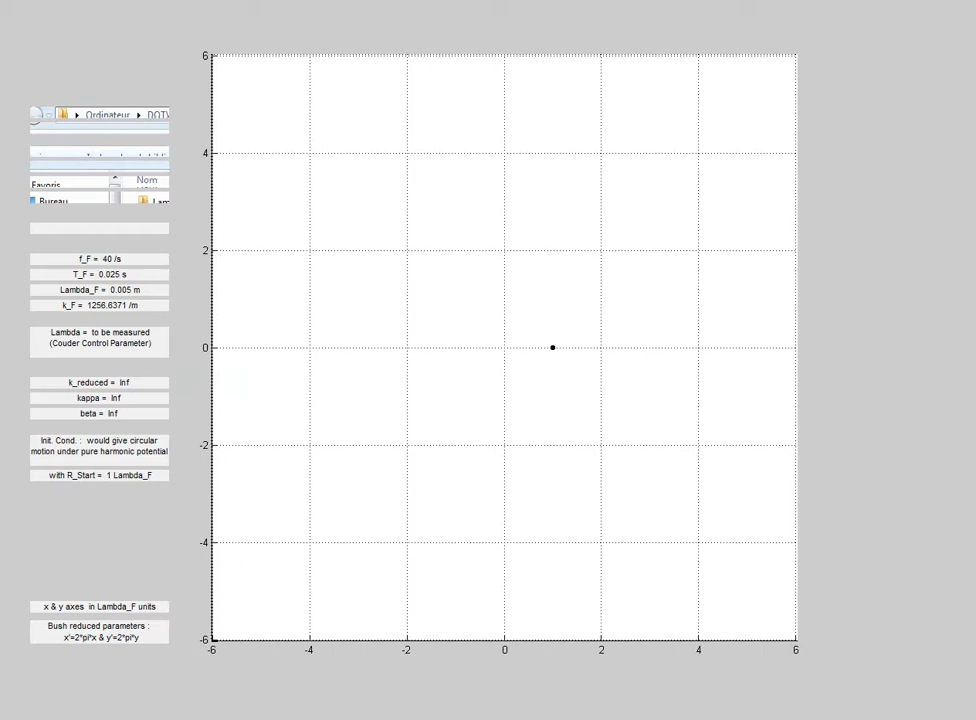 Ordinateur
Favoris
Nom
Bureau
f_F = 40 /s
T_F = 0.025 s
Lambda_F = 0.005 m
k_F = 1256.6371 /m
Lambda = to be measured
(Couder Control Parameter)
k_reduced = Inf
kappa = Inf
beta = Inf
Init. Cond. : would give circular
motion under pure harmonic potential
with R_Start = 1 Lambda_F
x & y axes in Lambda_F units
Bush reduced parameters :
x'=2*pi*x & y'=2*pi*y
6
4
2
0
-2
-4
-6
-6 -4 -2 0 2 4 6